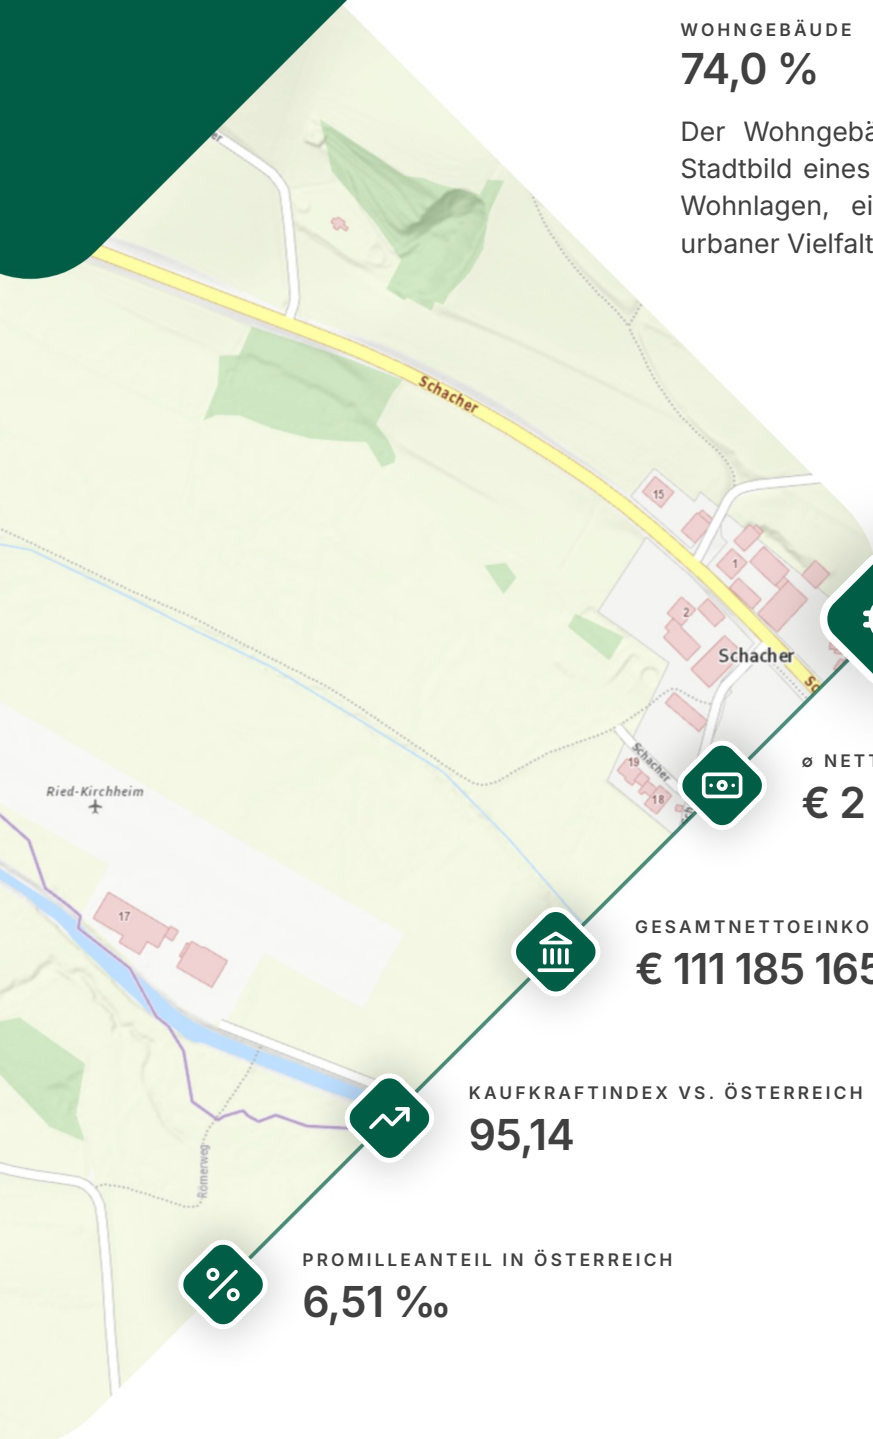 WOHNGEBÄUDE
74,0 %
Der Wohngebä
Stadtbild eines
Wohnlagen, ei
urbaner Vielfalt
er
Schacher
15
1
2
Schacher
Sc
Schacher
19
18
ø NETT
€ 2
Ried-Kirchheim
17
GESAMTNETTOEINKO
€ 111 185 165
KAUFKRAFTINDEX VS. ÖSTERREICH
95,14
Römerweg
PROMILLEANTEIL IN ÖSTERREICH
6,51 ‰